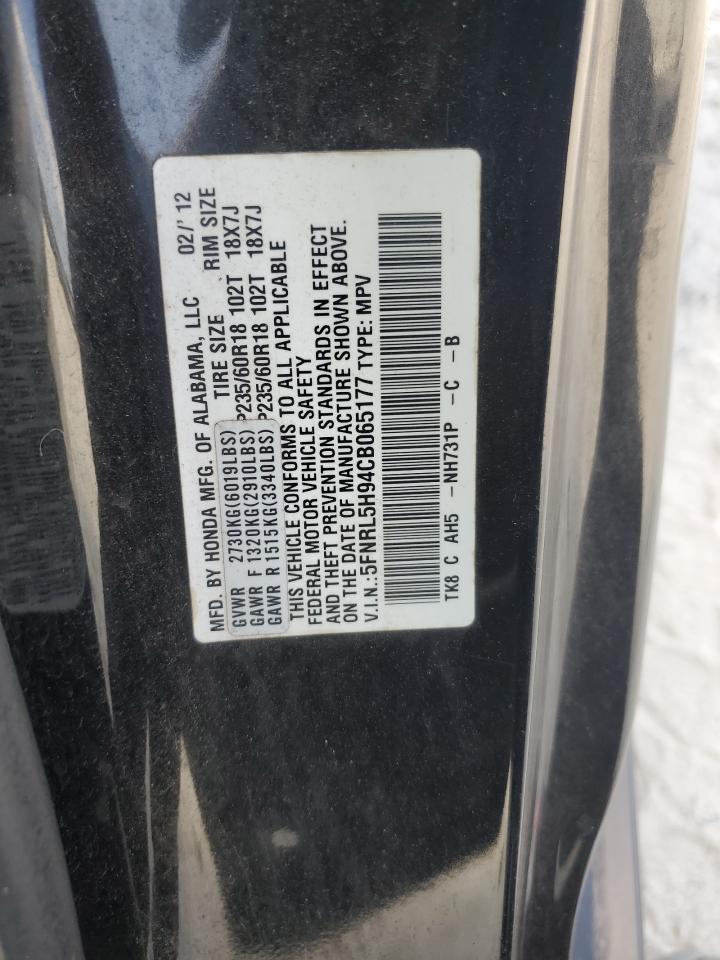 MFD. BY HONDA MFG. OF ALABAMA, LLC 02/'12
TIRE SIZE RIM SIZE
GVWR 2730KG(6019LBS)
GAWR F 1320KG(2910LBS) P235/60R18 102T 18X7J
GAWR R 1515KG(3340LBS) P235/60R18 102T 18X7J
THIS VEHICLE CONFORMS TO ALL APPLICABLE
FEDERAL MOTOR VEHICLE SAFETY
AND THEFT PREVENTION STANDARDS IN EFFECT
ON THE DATE OF MANUFACTURE SHOWN ABOVE.
V.I.N.:5FNRL5H94CB065177 TYPE: MPV
TK8 C AH5 -NH731P -C -B